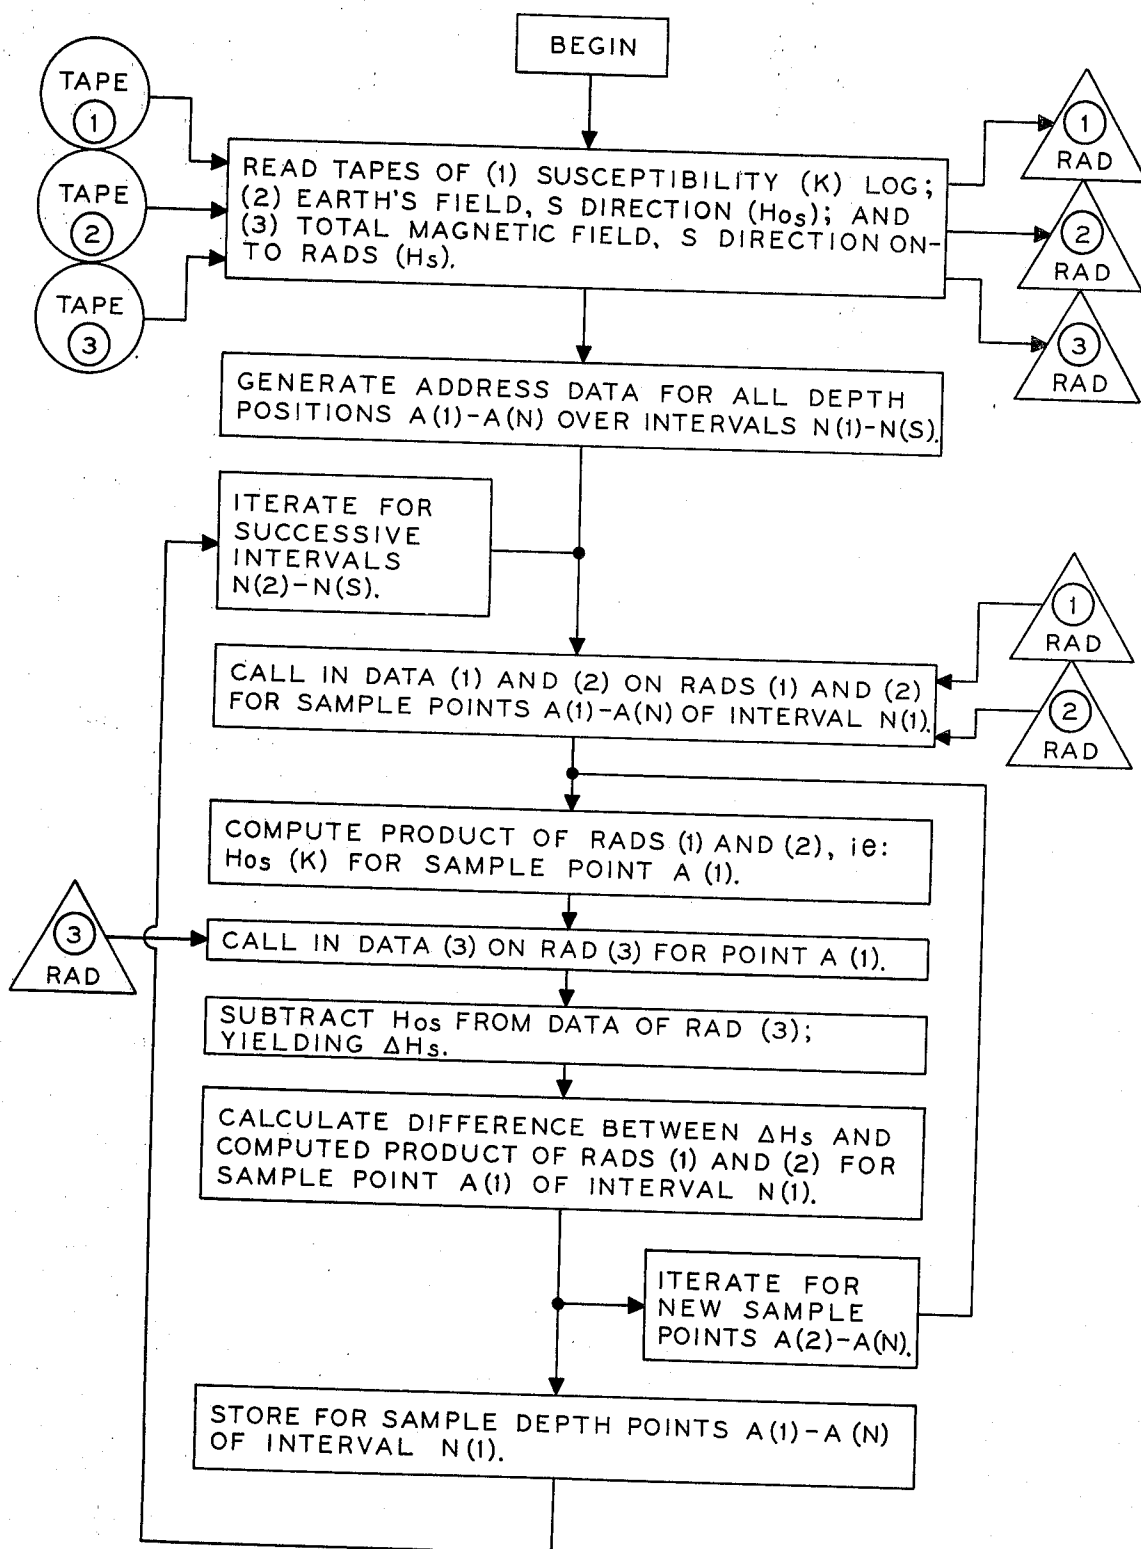 BEGIN
TAPE
1
TAPE
2
TAPE
3
READ TAPES OF (1) SUSCEPTIBILITY (K) LOG;
(2) EARTH'S FIELD, S DIRECTION (Hos); AND
(3) TOTAL MAGNETIC FIELD, S DIRECTION ON-
TO RADS (Hs).
1
RAD
2
RAD
3
RAD
GENERATE ADDRESS DATA FOR ALL DEPTH
POSITIONS A(1)-A(N) OVER INTERVALS N(1)-N(S).
ITERATE FOR
SUCCESSIVE
INTERVALS
N(2)-N(S).
CALL IN DATA (1) AND (2) ON RADS (1) AND (2)
FOR SAMPLE POINTS A(1)-A(N) OF INTERVAL N(1).
1
RAD
2
RAD
COMPUTE PRODUCT OF RADS (1) AND (2), ie:
Hos (K) FOR SAMPLE POINT A (1).
3
RAD
CALL IN DATA (3) ON RAD (3) FOR POINT A (1).
SUBTRACT Hos FROM DATA OF RAD (3);
YIELDING ΔHs.
CALCULATE DIFFERENCE BETWEEN ΔHs AND
COMPUTED PRODUCT OF RADS (1) AND (2) FOR
SAMPLE POINT A(1) OF INTERVAL N(1).
ITERATE FOR
NEW SAMPLE
POINTS A(2)-A(N).
STORE FOR SAMPLE DEPTH POINTS A(1)-A (N)
OF INTERVAL N(1).